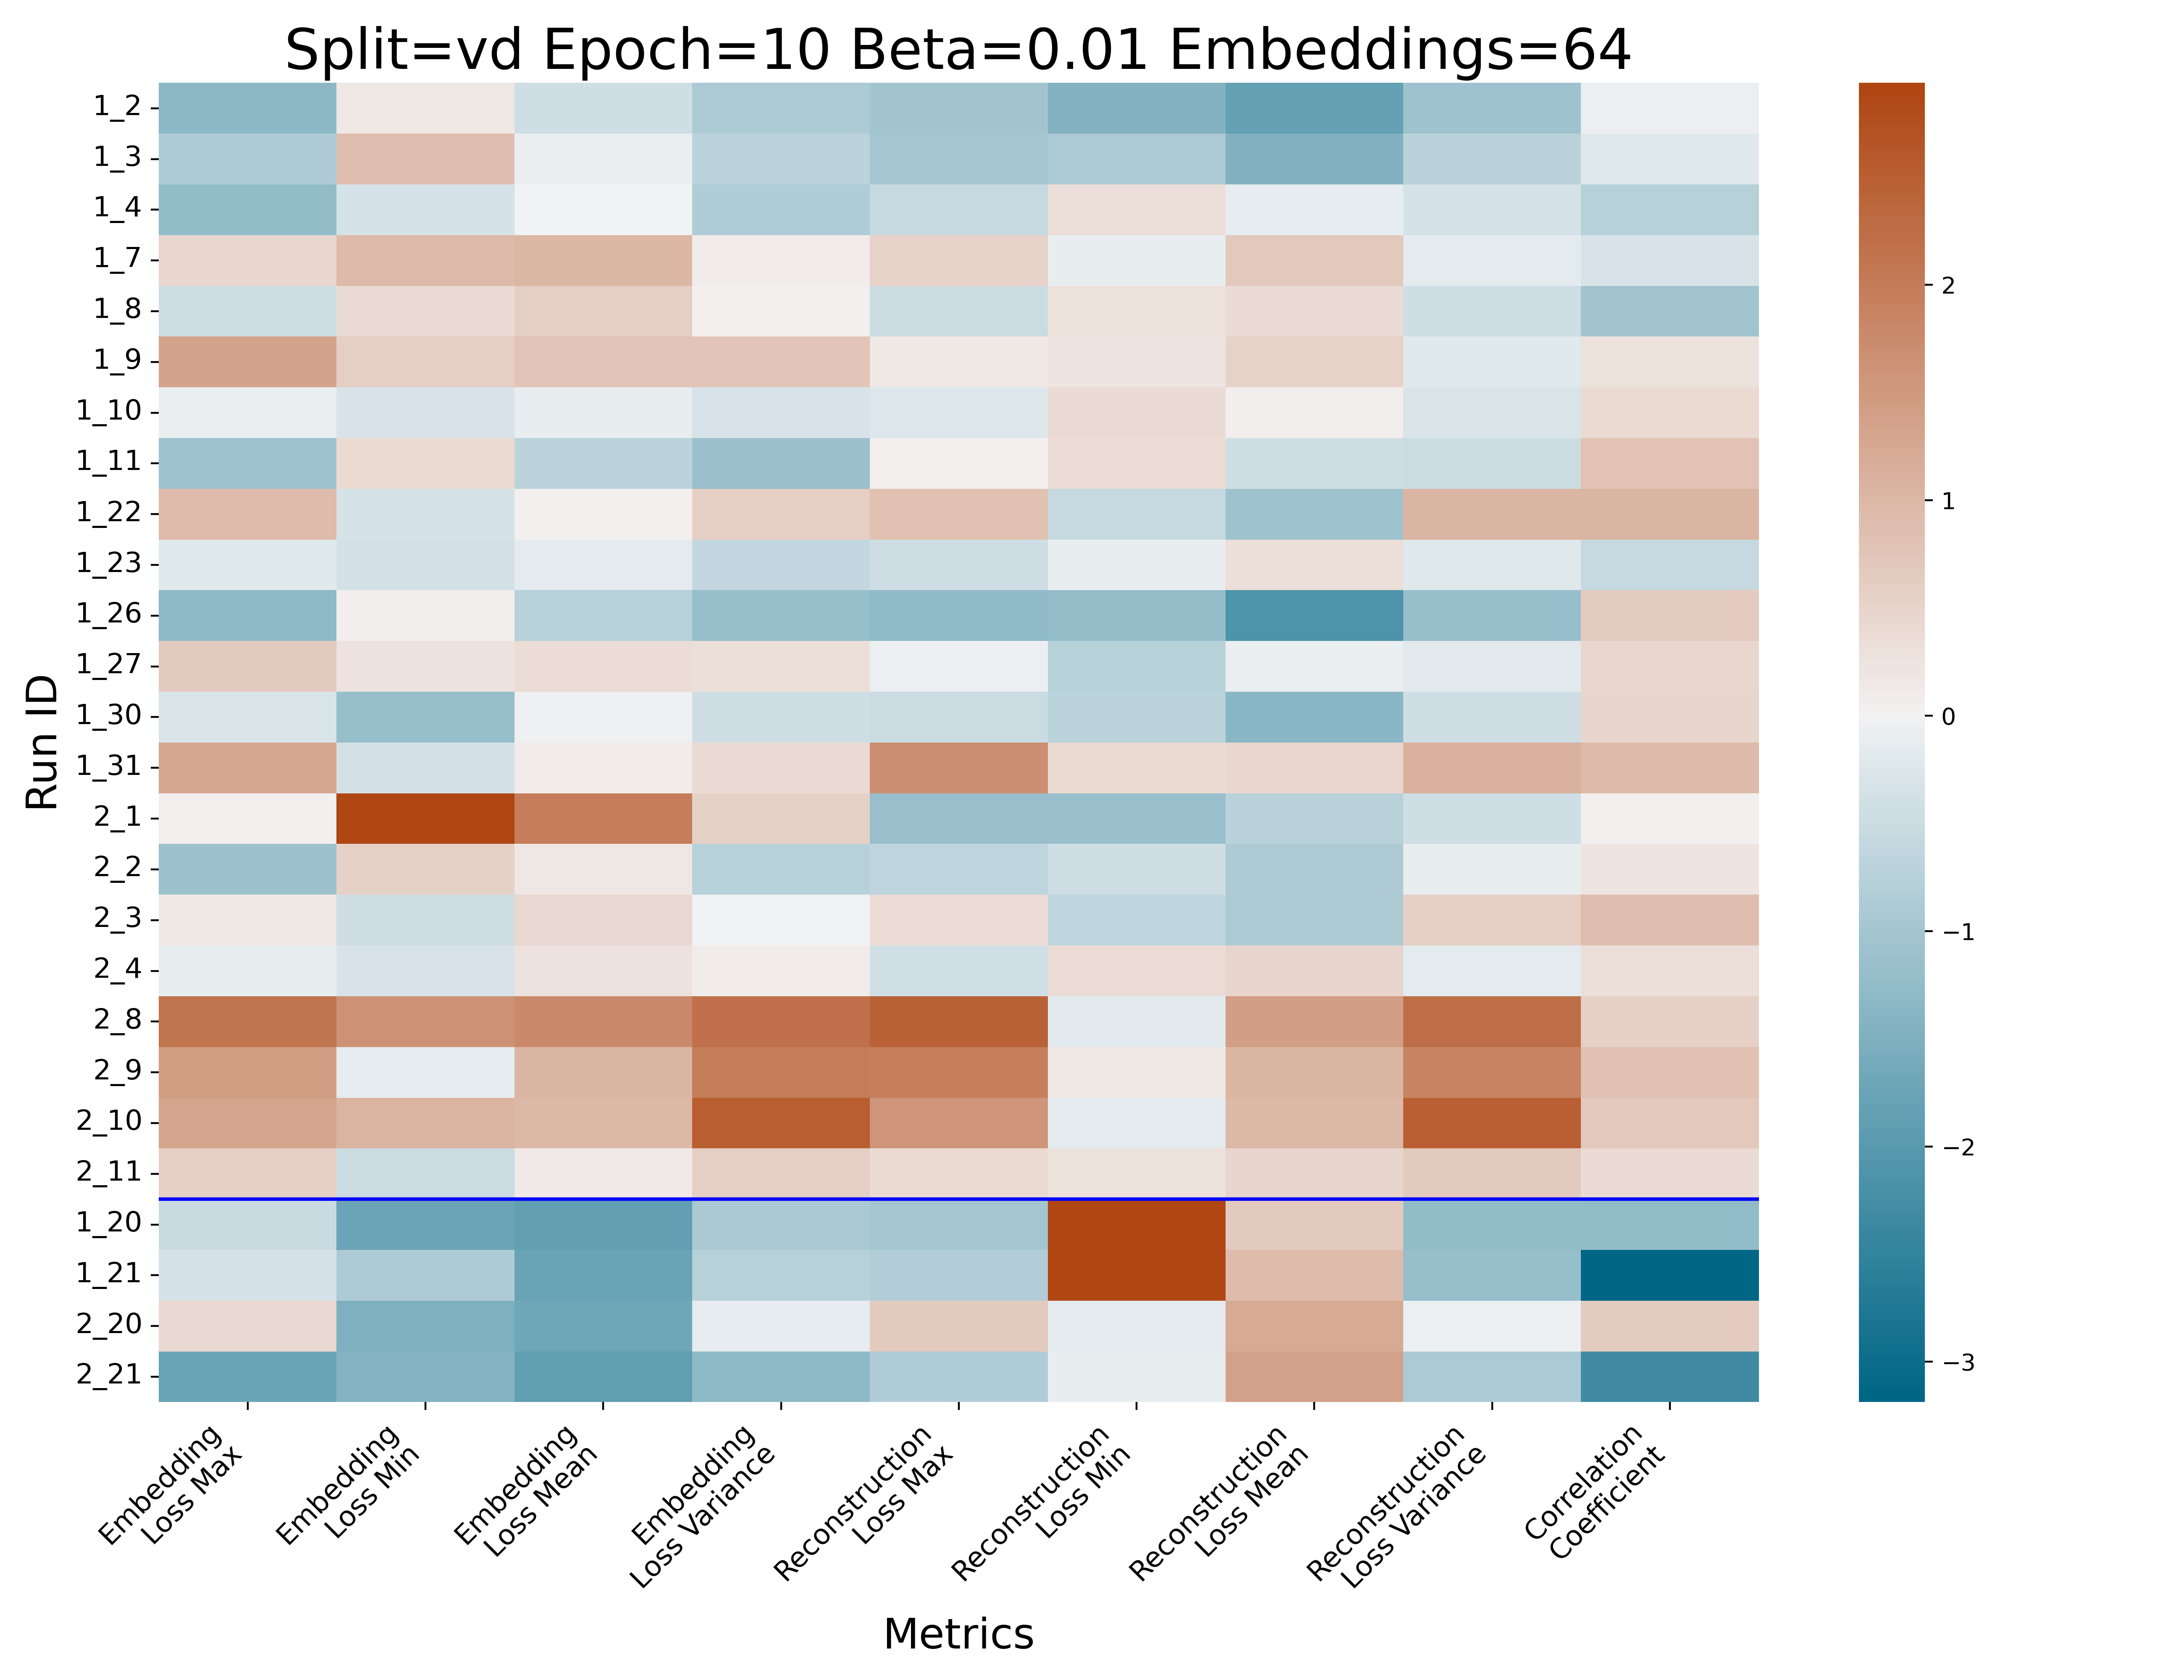 Split=vd Epoch=10 Beta=0.01 Embeddings=64
Run ID
1_2
1_3
1_4
1_7
1_8
1_9
1_10
1_11
1_22
1_23
1_26
1_27
1_30
1_31
2_1
2_2
2_3
2_4
2_8
2_9
2_10
2_11
1_20
1_21
2_20
2_21
Embedding
Loss Max
Embedding
Loss Min
Embedding
Loss Mean
Embedding
Loss Variance
Reconstruction
Loss Max
Reconstruction
Loss Min
Reconstruction
Loss Mean
Reconstruction
Loss Variance
Correlation
Coefficient
Metrics
2
1
0
−1
−2
−3